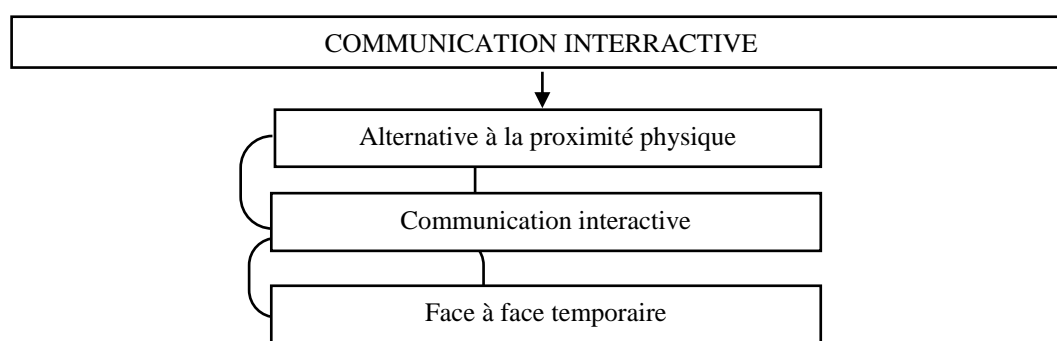 COMMUNICATION INTERRACTIVE
Alternative à la proximité physique
Communication interactive
Face à face temporaire